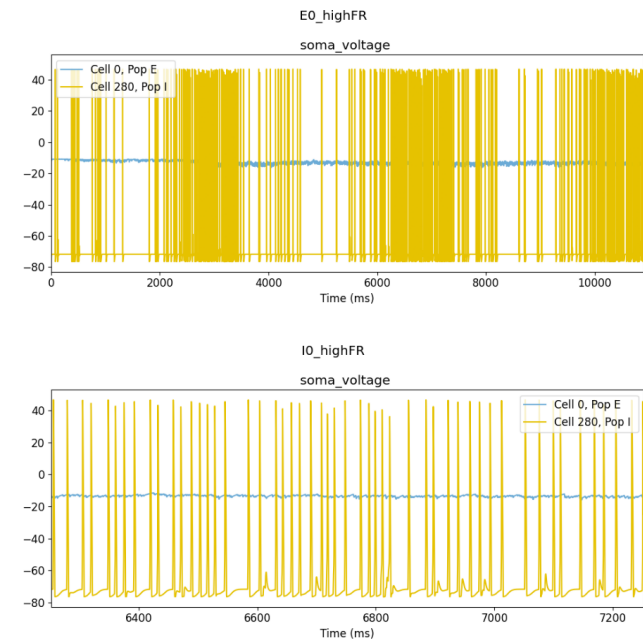 E0_highFR
soma_voltage
Cell 0, Pop E
Cell 280, Pop I
40
20
0
−20
−40
−60
−80
0 2000 4000 6000 8000 10000
Time (ms)
I0_highFR
soma_voltage
Cell 0, Pop E
Cell 280, Pop I
40
20
0
−20
−40
−60
−80
6400 6600 6800 7000 7200
Time (ms)